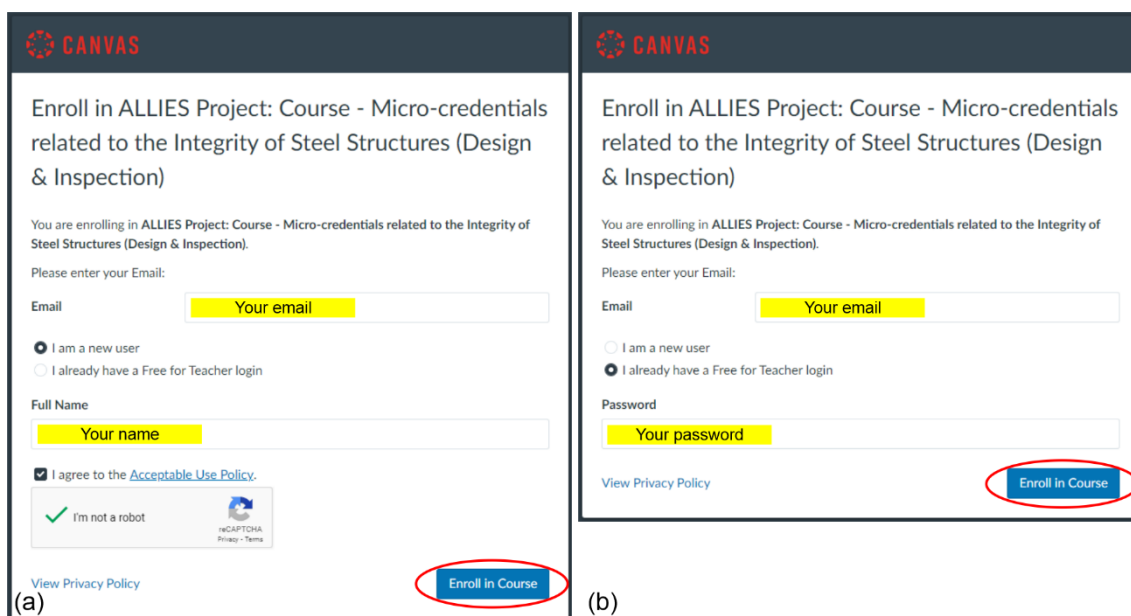 CANVAS
Enroll in ALLIES Project: Course - Micro-credentials
related to the Integrity of Steel Structures (Design
& Inspection)
You are enrolling in ALLIES Project: Course - Micro-credentials related to the Integrity of
Steel Structures (Design & Inspection).
Please enter your Email:
Email
Your email
I am a new user
I already have a Free for Teacher login
Full Name
Your name
I agree to the Acceptable Use Policy.
I'm not a robot
reCAPTCHA
Privacy - Terms
View Privacy Policy
Enroll in Course
(a)
CANVAS
Enroll in ALLIES Project: Course - Micro-credentials
related to the Integrity of Steel Structures (Design
& Inspection)
You are enrolling in ALLIES Project: Course - Micro-credentials related to the Integrity of
Steel Structures (Design & Inspection).
Please enter your Email:
Email
Your email
I am a new user
I already have a Free for Teacher login
Password
Your password
View Privacy Policy
Enroll in Course
(b)